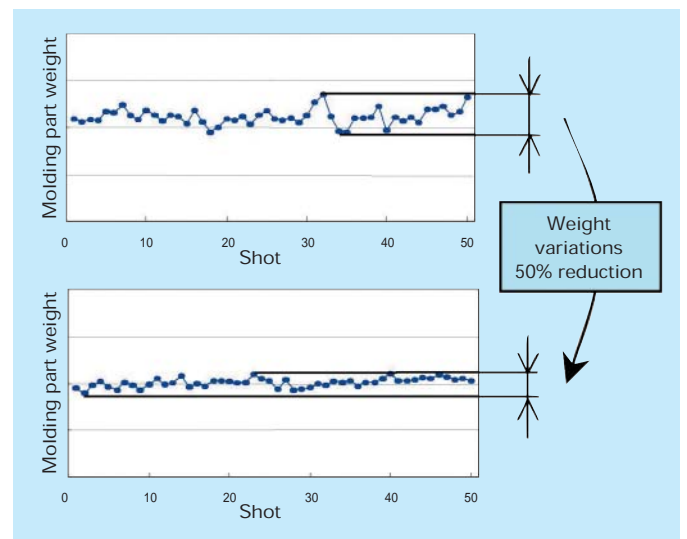 Molding part weight
0 10 20 30 40 50
Shot
Weight
variations
50% reduction
Molding part weight
0 10 20 30 40 50
Shot